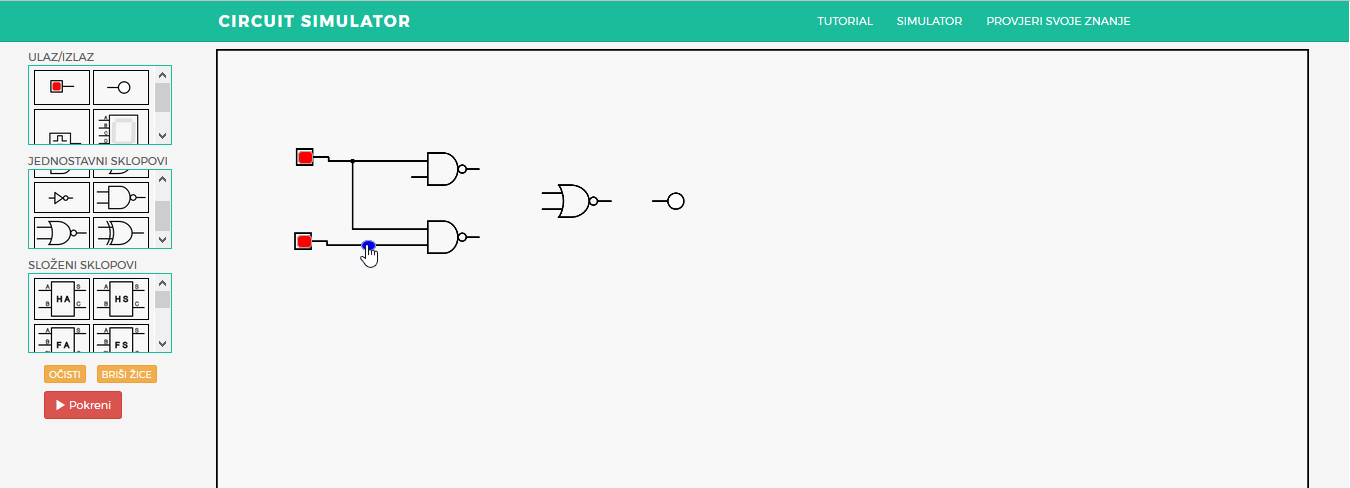 CIRCUIT SIMULATOR
TUTORIAL SIMULATOR PROVJERI SVOJE ZNANJE
ULAZ/IZLAZ
A
B
C
D
JEDNOSTAVNI SKLOPOVI
SLOŽENI SKLOPOVI
A S A S
HA HS
B C B C
A S A S
B B
FA FS
OČISTI BRIŠI ŽICE
Pokreni